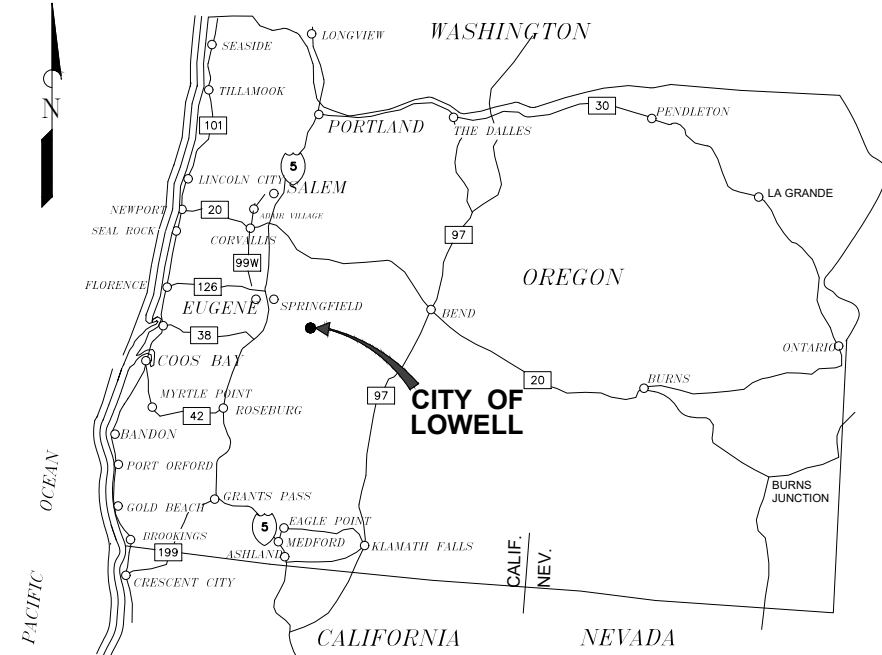 LONGVIEW
WASHINGTON
SEASIDE
TILLAMOOK
30
PENDLETON
101
PORTLAND
THE DALLES
5
LINCOLN CITY
SALEM
LA GRANDE
NEWPORT
20
ADAIR VILLAGE
SEAL ROCK
CORVALLIS
97
99W
OREGON
FLORENCE
126
EUGENE
SPRINGFIELD
BEND
38
ONTARIO
COOS BAY
20
BURNS
MYRTLE POINT
97
CITY OF
LOWELL
42
ROSEBURG
BANDON
PORT ORFORD
BURNS
JUNCTION
GOLD BEACH
GRANTS PASS
5
EAGLE POINT
BROOKINGS
MEDFORD
KLAMATH FALLS
199
ASHLAND
CRESCENT CITY
CALIF.
NEV.
CALIFORNIA
NEVADA
PACIFIC OCEAN
N